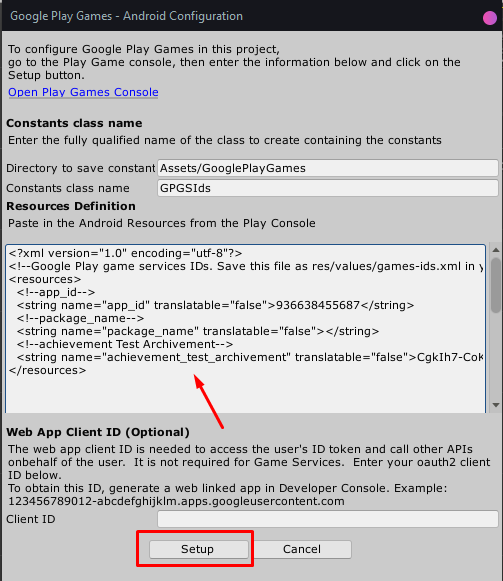 Google Play Games - Android Configuration
To configure Google Play Games in this project,
go to the Play Game console, then enter the information below and click on the
Setup button.
Open Play Games Console
Constants class name
Enter the fully qualified name of the class to create containing the constants
Directory to save constant Assets/GooglePlayGames
Constants class name GPGSIds
Resources Definition
Paste in the Android Resources from the Play Console
<?xml version="1.0" encoding="utf-8"?>
<!--Google Play game services IDs. Save this file as res/values/games-ids.xml in y
<resources>
<!--app_id-->
<string name="app_id" translatable="false">936638455687</string>
<!--package_name-->
<string name="package_name" translatable="false"></string>
<!--achievement Test Archivement-->
<string name="achievement_test_archivement" translatable="false">CgkIh7-CoK
</resources>
Web App Client ID (Optional)
The web app client ID is needed to access the user's ID token and call other APIs
onbehalf of the user. It is not required for Game Services. Enter your oauth2 client
ID below.
To obtain this ID, generate a web linked app in Developer Console. Example:
123456789012-abcdefghijklm.apps.googleusercontent.com
Client ID
Setup Cancel